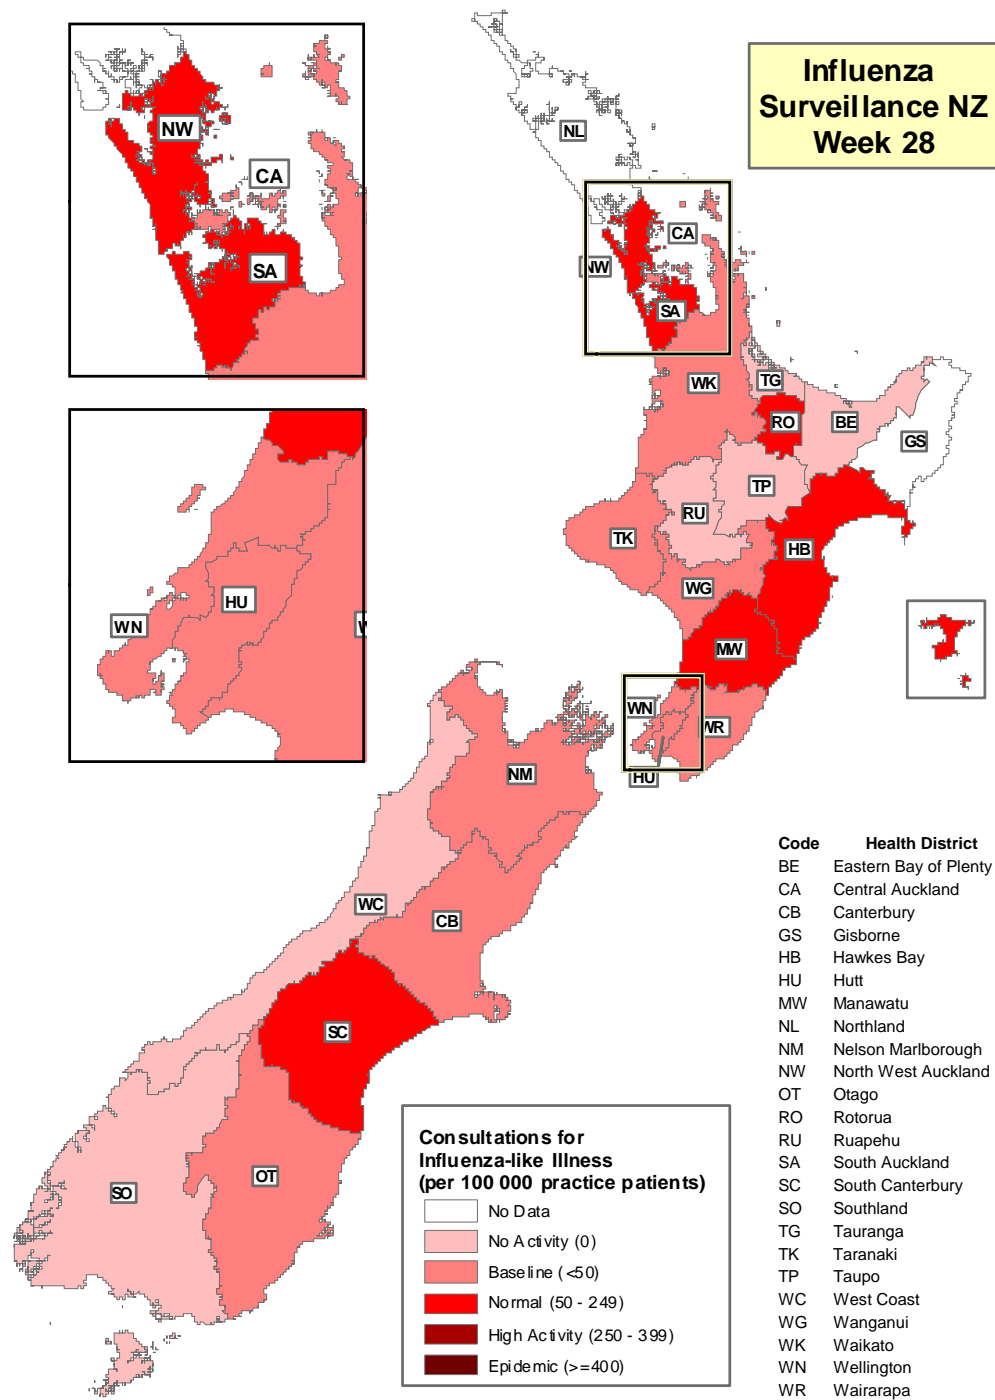 Influenza
Surveillance NZ
Week 28
NW
CA
SA
NL
CA
NW
SA
WK
TG
RO
BE
GS
TP
RU
TK
HB
WG
MW
HU
WN
WN
WR
HU
NM
WC
CB
SC
OT
SO
Code Health District
BE Eastern Bay of Plenty
CA Central Auckland
CB Canterbury
GS Gisborne
HB Hawkes Bay
HU Hutt
MW Manawatu
NL Northland
NM Nelson Marlborough
NW North West Auckland
OT Otago
RO Rotorua
RU Ruapehu
SA South Auckland
SC South Canterbury
SO Southland
TG Tauranga
TK Taranaki
TP Taupo
WC West Coast
WG Wanganui
WK Waikato
WN Wellington
WR Wairarapa
Consultations for
Influenza-like Illness
(per 100 000 practice patients)
No Data
No Activity (0)
Baseline (<50)
Normal (50 - 249)
High Activity (250 - 399)
Epidemic (>=400)